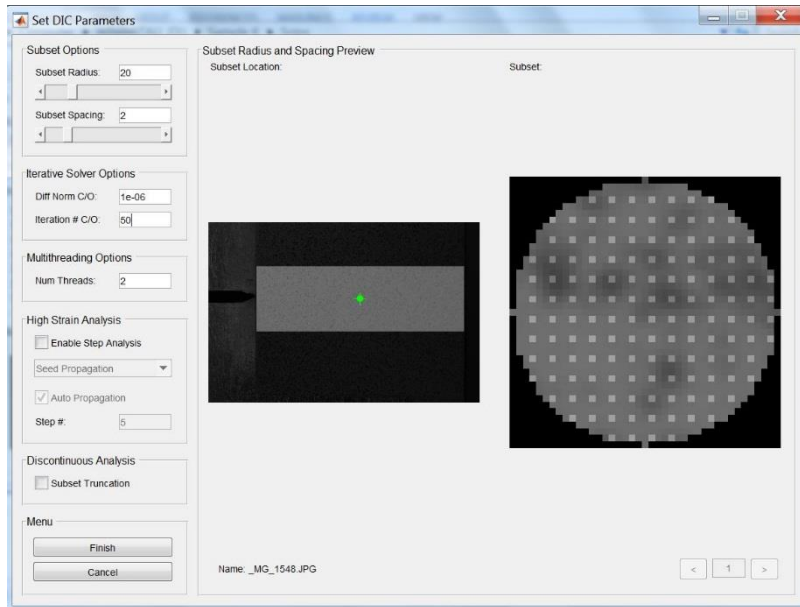 Set DIC Parameters
Subset Options
Subset Radius: 20
Subset Spacing: 2
Iterative Solver Options
Diff Norm C/O: 1e-06
Iteration # C/O: 50
Multithreading Options
Num Threads: 2
High Strain Analysis
Enable Step Analysis
Seed Propagation
Auto Propagation
Step #: 5
Discontinuous Analysis
Subset Truncation
Menu
Finish
Cancel
Subset Radius and Spacing Preview
Subset Location:
Subset:
Name: _MG_1548.JPG
< 1 >